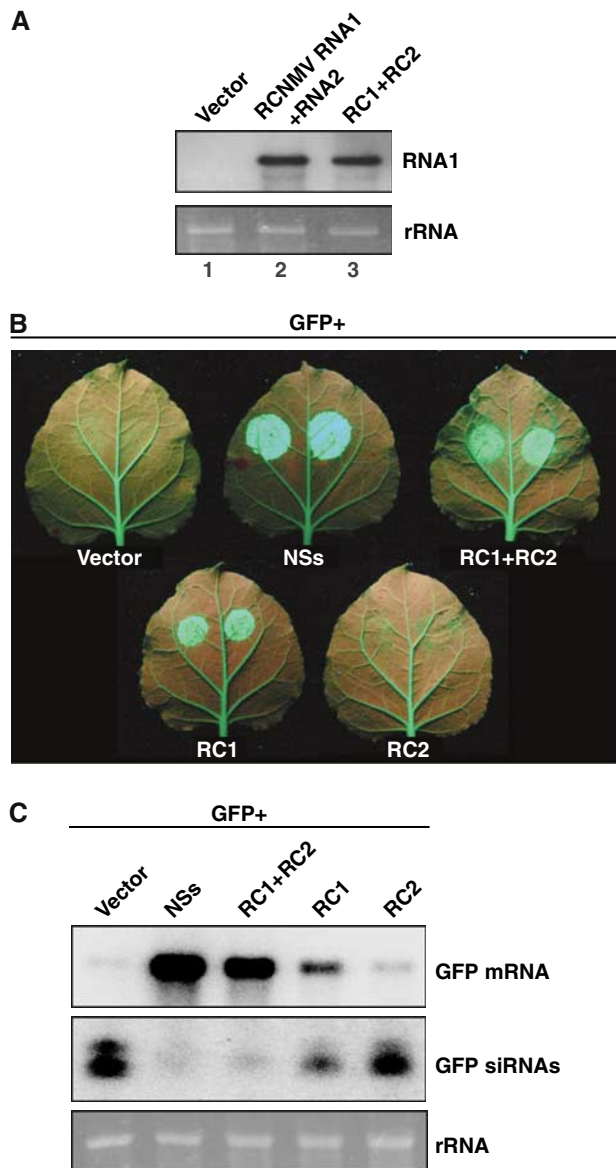 A
Vector
RCNMV RNA1
+RNA2
RC1+RC2
RNA1
rRNA
1 2 3
B
GFP+
Vector
NSs
RC1+RC2
RC1
RC2
C
GFP+
Vector
NSs
RC1+RC2
RC1
RC2
GFP mRNA
GFP siRNAs
rRNA